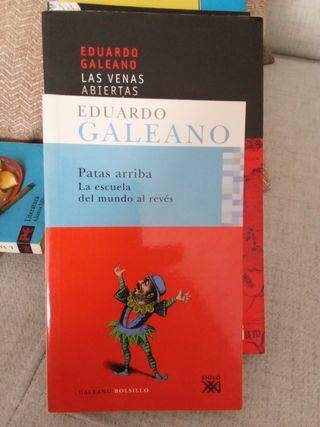 EDUARDO
GALEANO
LAS VENAS
ABIERTAS
EDUARDO
GALEANO
Patas arriba
La escuela
del mundo al revés
GALEANO BOLSILLO
SIGLO
XXI
Literatura